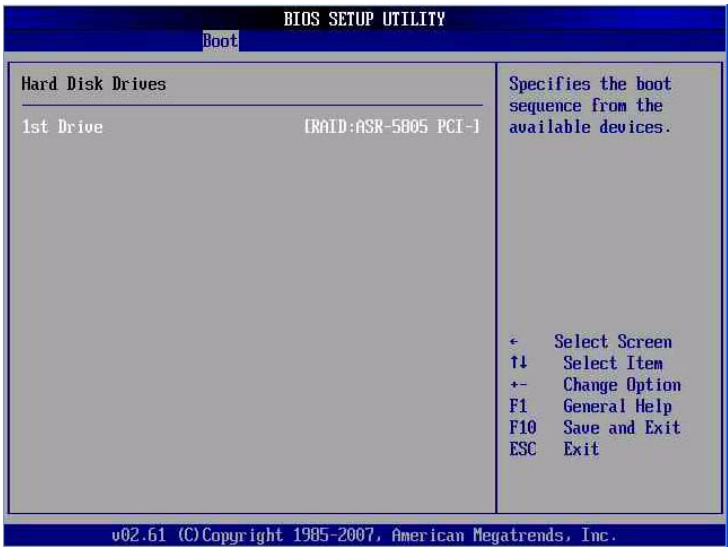 BIOS SETUP UTILITY
Boot
Hard Disk Drives
1st Drive [RAID:ASR-5805 PCI-]
Specifies the boot
sequence from the
available devices.
← Select Screen
↑↓ Select Item
+- Change Option
F1 General Help
F10 Save and Exit
ESC Exit
v02.61 (C)Copyright 1985-2007, American Megatrends, Inc.